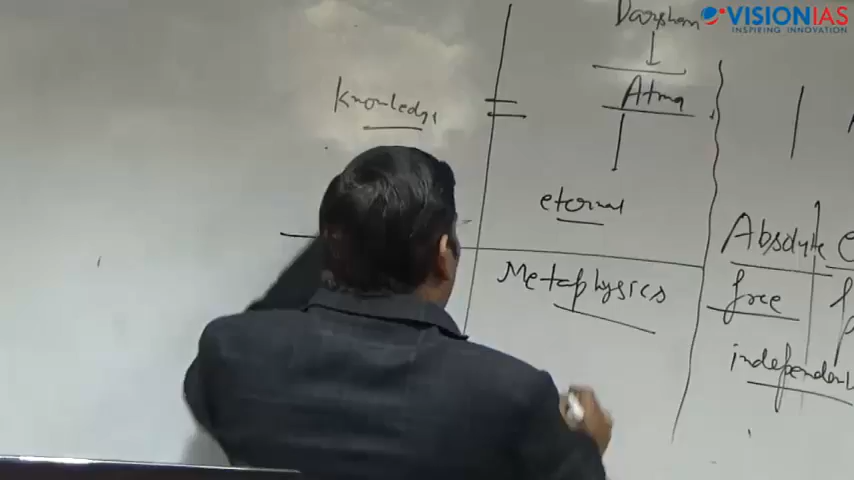 VISIONIAS
INSPIRING INNOVATION
Darshan
Atma
Knowledge
eternal
Absolute
Metaphysics
free
independent